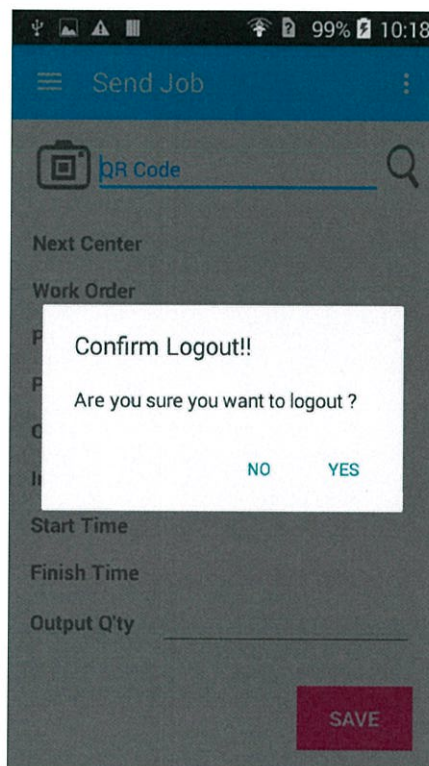 99% 10:18
Send Job
QR Code
Next Center
Work Order
P
P
Confirm Logout!!
Are you sure you want to logout ?
NO YES
Start Time
Finish Time
Output Q'ty
SAVE